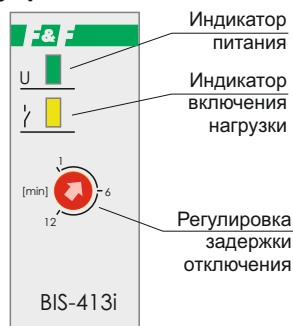 F&F
Индикатор
питания
U
Индикатор
включения
нагрузки
1
[min]
6
12
Регулировка
задержки
отключения
BIS-413i